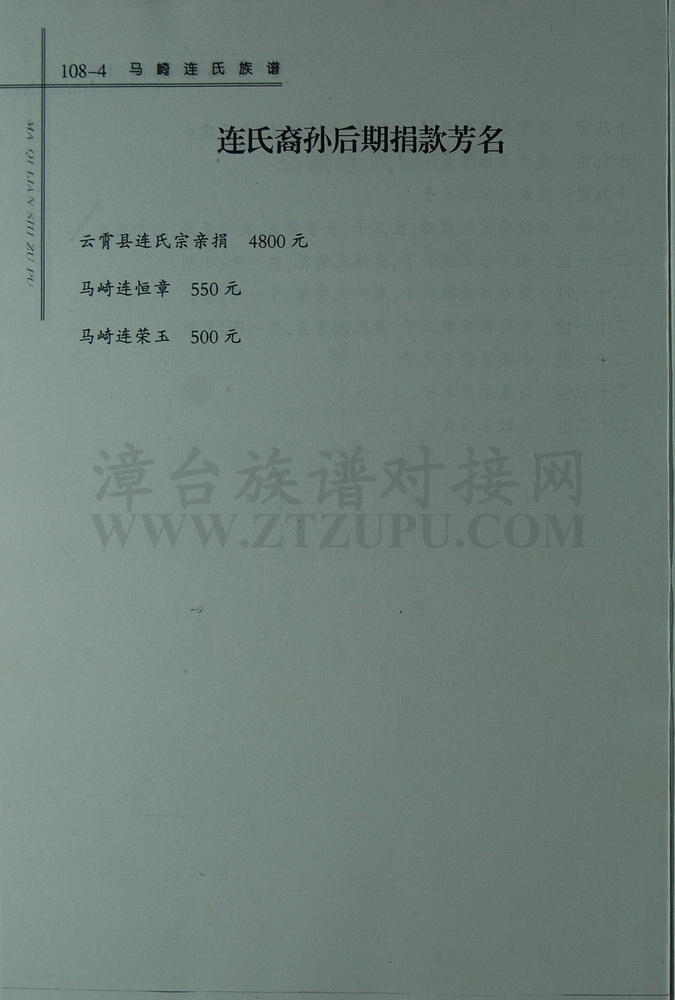 108-4 马崎连氏族谱
MA QI LIAN SHI ZU PU
连氏裔孙后期捐款芳名
云霄县连氏宗亲捐 4800元
马崎连恒章 550元
马崎连荣玉 500元
漳台族谱对接网
WWW.ZTZUPU.COM